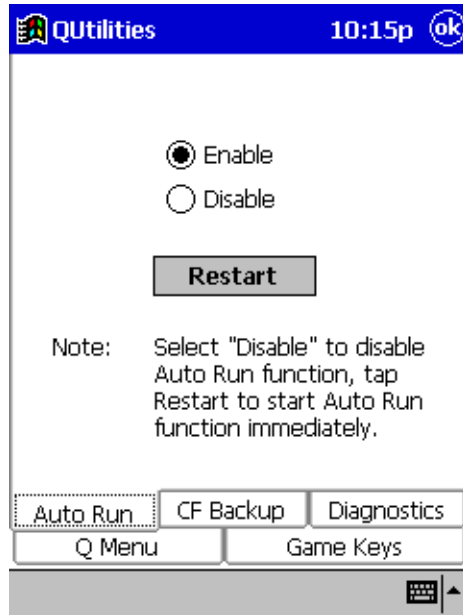 QUtilities 10:15p ok
Enable
Disable
Restart
Note: Select "Disable" to disable
Auto Run function, tap
Restart to start Auto Run
function immediately.
Auto Run CF Backup Diagnostics
Q Menu Game Keys